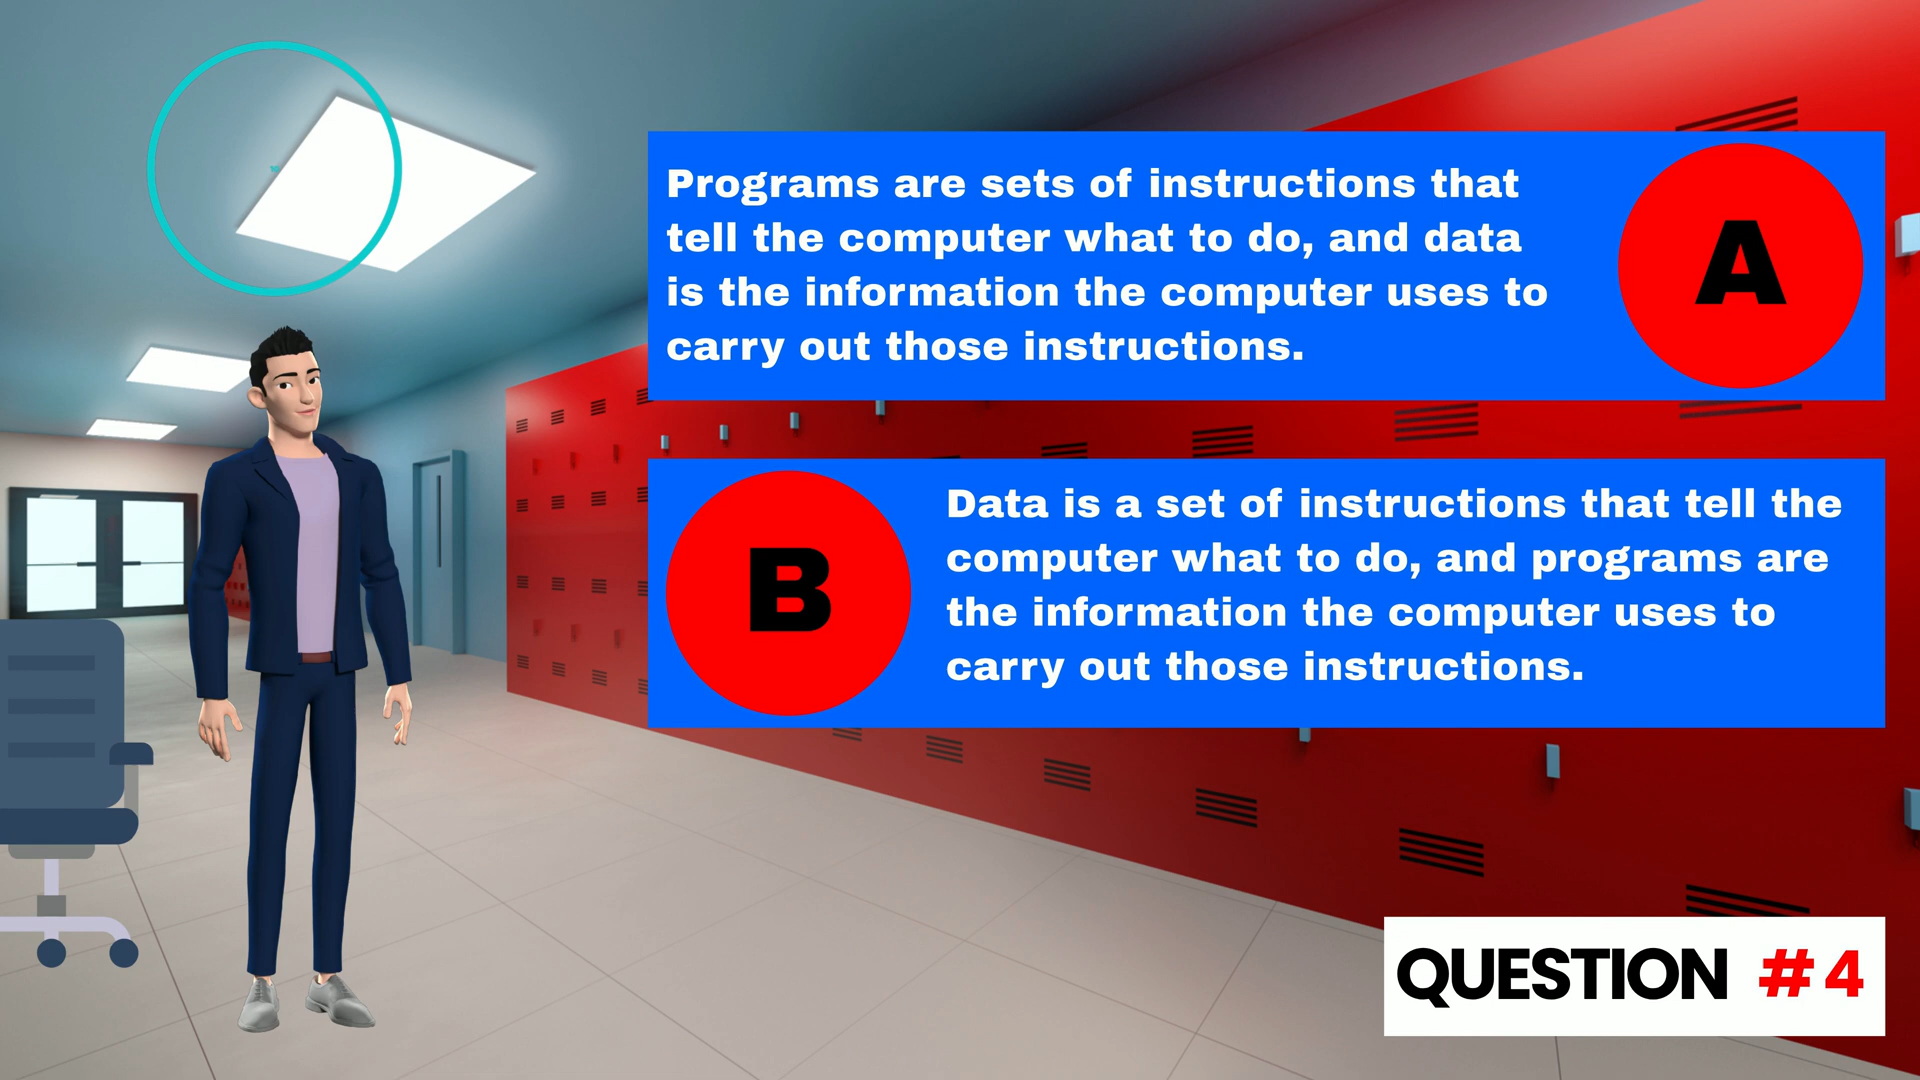 Programs are sets of instructions that
tell the computer what to do, and data
is the information the computer uses to
carry out those instructions.
A
B
Data is a set of instructions that tell the
computer what to do, and programs are
the information the computer uses to
carry out those instructions.
QUESTION #4